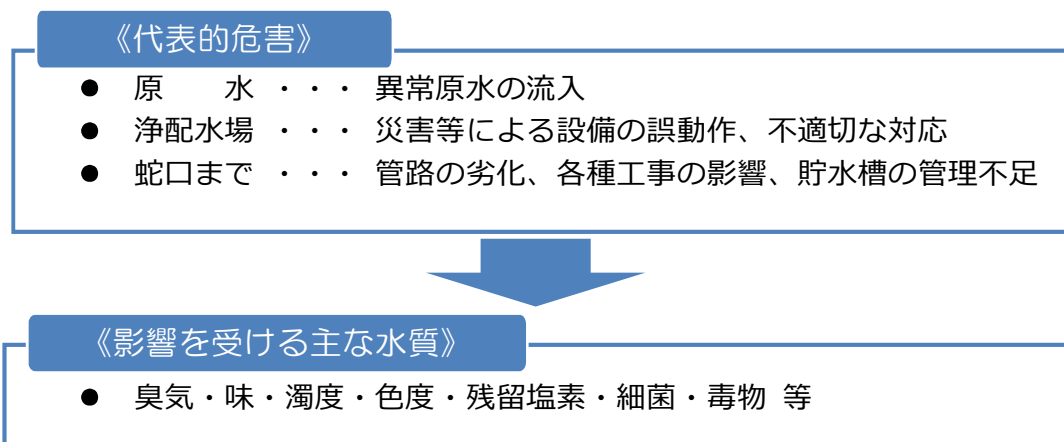 《代表的危害》
● 原　　水 ・・・ 異常原水の流入
● 浄配水場 ・・・ 災害等による設備の誤動作、不適切な対応
● 蛇口まで ・・・ 管路の劣化、各種工事の影響、貯水槽の管理不足
《影響を受ける主な水質》
● 臭気・味・濁度・色度・残留塩素・細菌・毒物 等